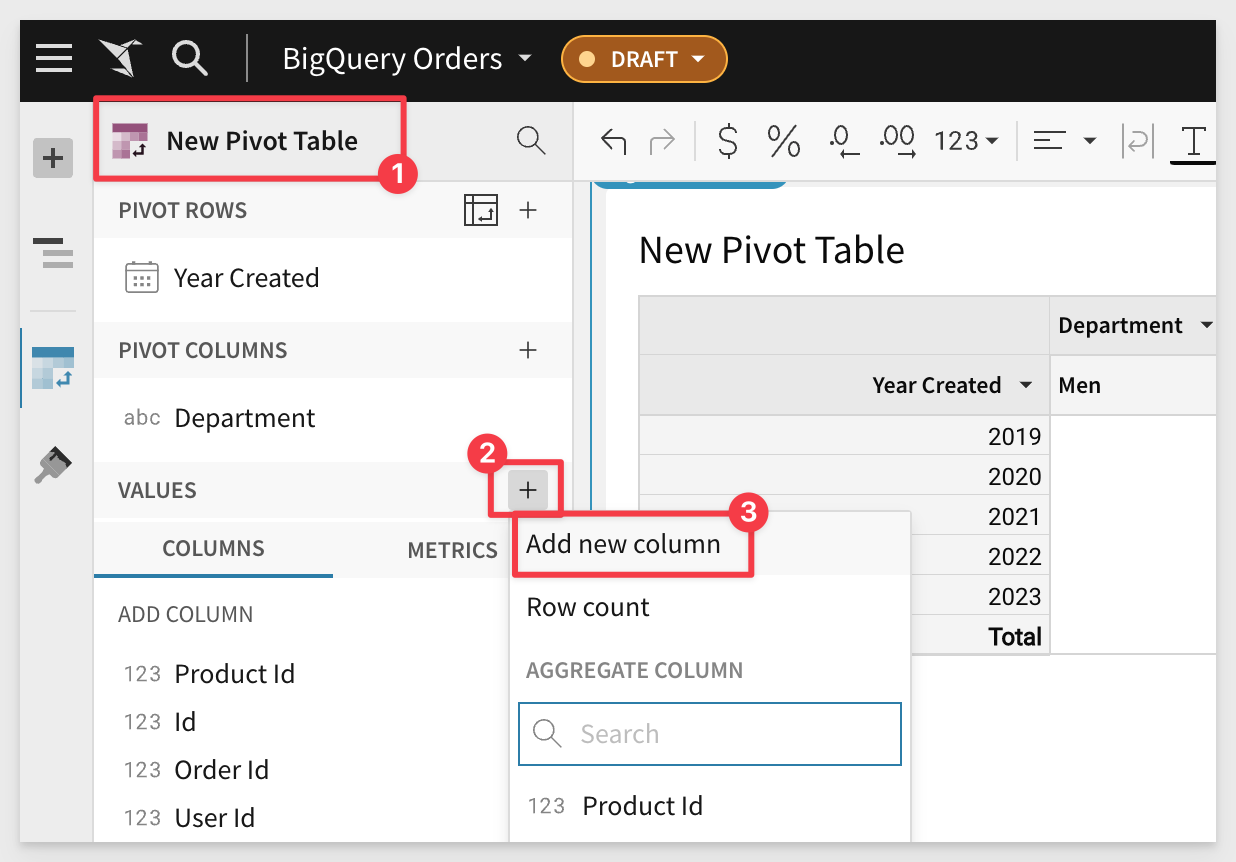 BigQuery Orders
DRAFT
New Pivot Table
1
$ % .0 .00 123 T
PIVOT ROWS
Year Created
PIVOT COLUMNS
abc Department
2
VALUES
COLUMNS METRICS
ADD COLUMN
123 Product Id
123 Id
123 Order Id
123 User Id
3
Add new column
Row count
AGGREGATE COLUMN
Search
123 Product Id
New Pivot Table
Department
Year Created Men
2019
2020
2021
2022
2023
Total